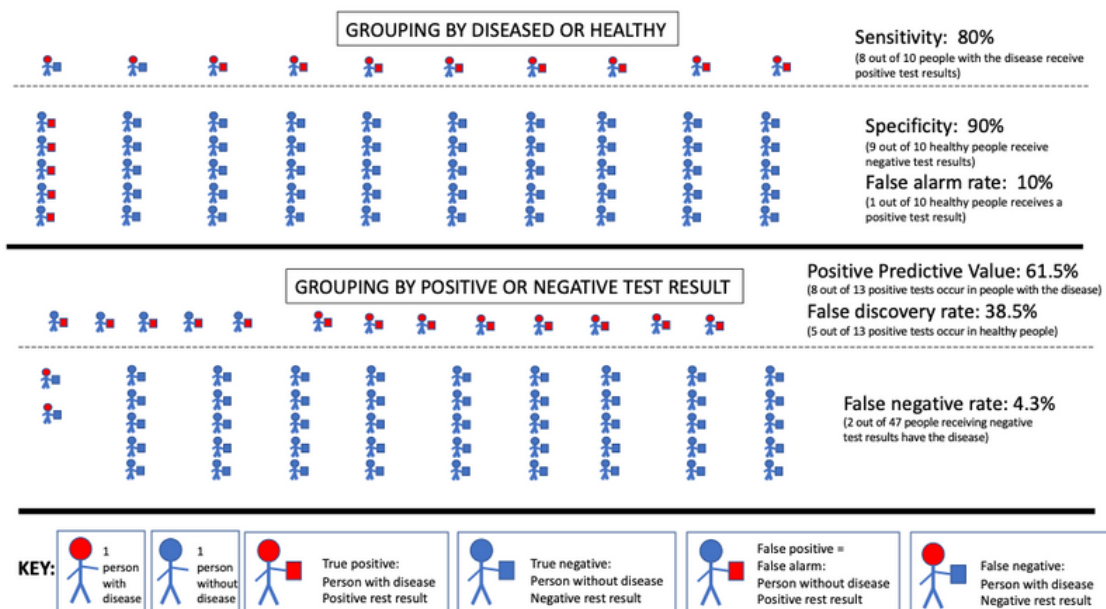 GROUPING BY DISEASED OR HEALTHY
Sensitivity: 80%
(8 out of 10 people with the disease receive
positive test results)
Specificity: 90%
(9 out of 10 healthy people receive
negative test results)
False alarm rate: 10%
(1 out of 10 healthy people receives a
positive test result)
GROUPING BY POSITIVE OR NEGATIVE TEST RESULT
Positive Predictive Value: 61.5%
(8 out of 13 positive tests occur in people with the disease)
False discovery rate: 38.5%
(5 out of 13 positive tests occur in healthy people)
False negative rate: 4.3%
(2 out of 47 people receiving negative
test results have the disease)
KEY:
1
person
with
disease
1
person
without
disease
True positive:
Person with disease
Positive rest result
True negative:
Person without disease
Negative rest result
False positive =
False alarm:
Person without disease
Positive rest result
False negative:
Person with disease
Negative rest result